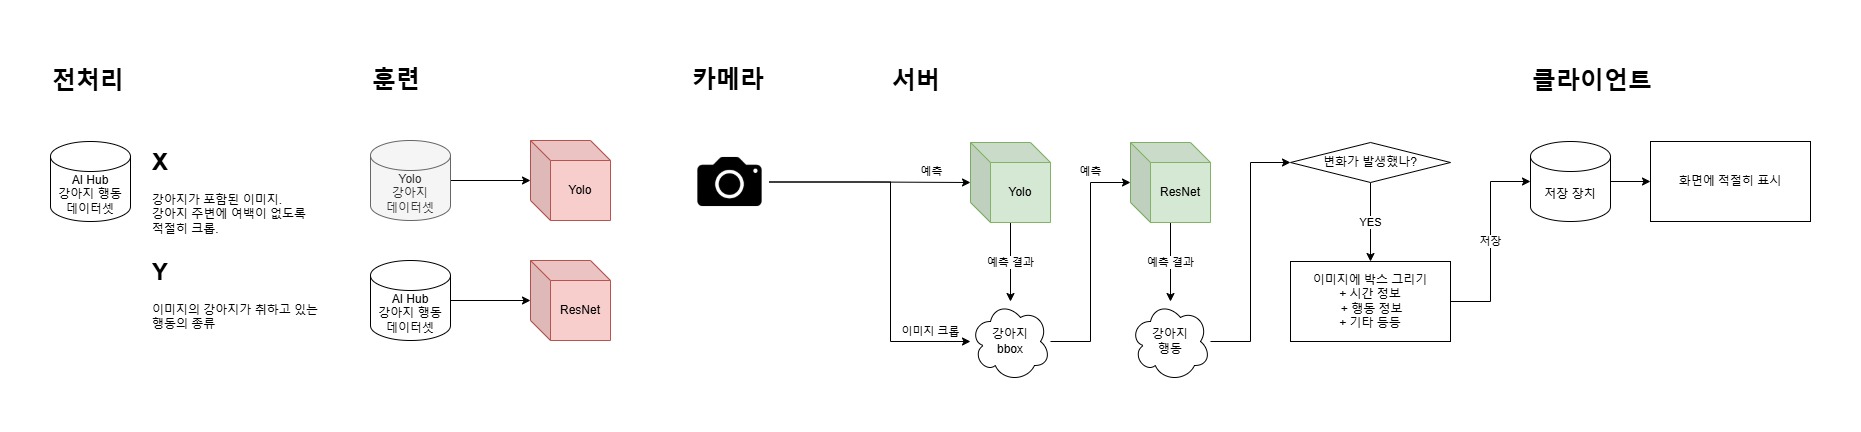 전처리
훈련
카메라
서버
클라이언트
AI Hub
강아지 행동
데이터셋
X
강아지가 포함된 이미지.
강아지 주변에 여백이 없도록
적절히 크롭.
Y
이미지의 강아지가 취하고 있는
행동의 종류
Yolo
강아지
데이터셋
Yolo
AI Hub
강아지 행동
데이터셋
ResNet
예측
Yolo
예측 결과
이미지 크롭
강아지
bbox
예측
ResNet
예측 결과
강아지
행동
변화가 발생했나?
YES
이미지에 박스 그리기
+ 시간 정보
+ 행동 정보
+ 기타 등등
저장
저장 장치
화면에 적절히 표시